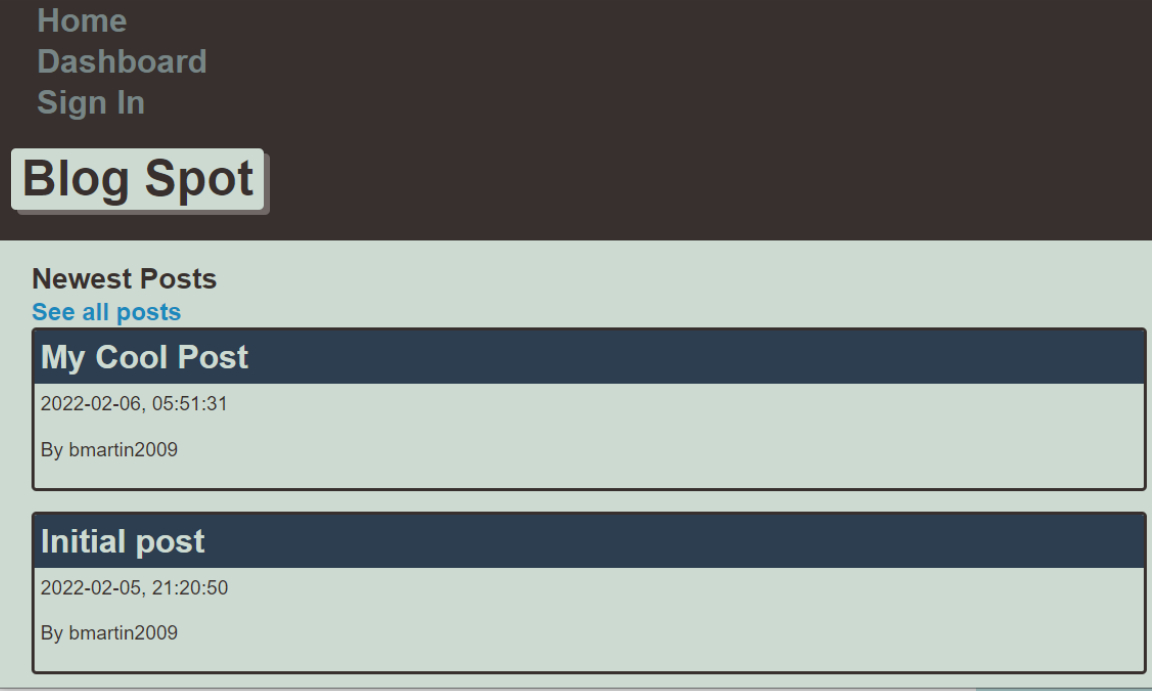 Home
Dashboard
Sign In
Blog Spot
Newest Posts
See all posts
My Cool Post
2022-02-06, 05:51:31
By bmartin2009
Initial post
2022-02-05, 21:20:50
By bmartin2009